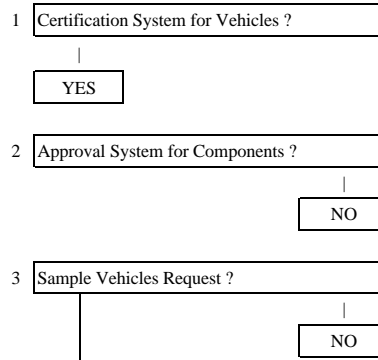 1 Certification System for Vehicles ?
YES
2 Approval System for Components ?
NO
3 Sample Vehicles Request ?
NO